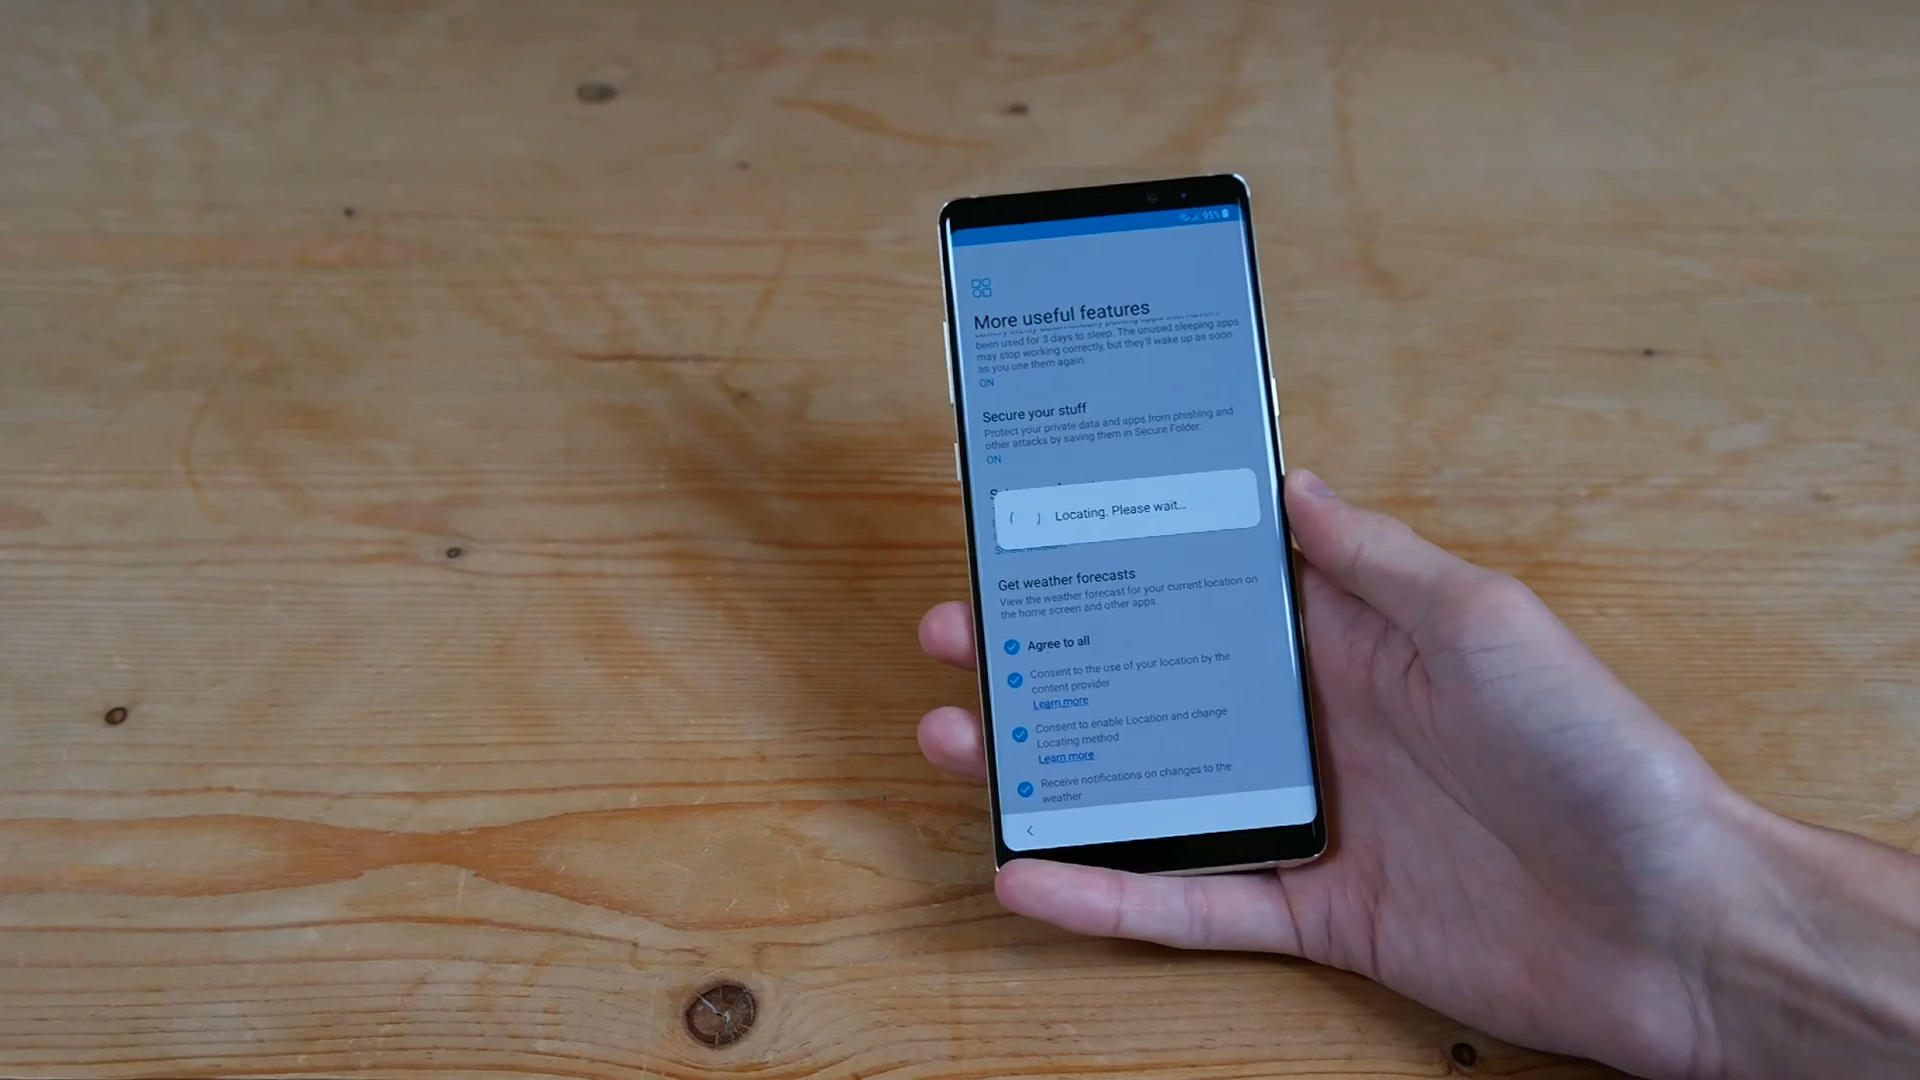 95%
More useful features
been used for 3 days to sleep. The unused sleeping apps
may stop working correctly, but they'll wake up as soon
as you use them again.
ON
Secure your stuff
Protect your private data and apps from phishing and
other attacks by saving them in Secure Folder.
ON
Locating. Please wait...
Get weather forecasts
View the weather forecast for your current location on
the home screen and other apps.
Agree to all
Consent to the use of your location by the
content provider
Learn more
Consent to enable Location and change
Locating method
Learn more
Receive notifications on changes to the
weather